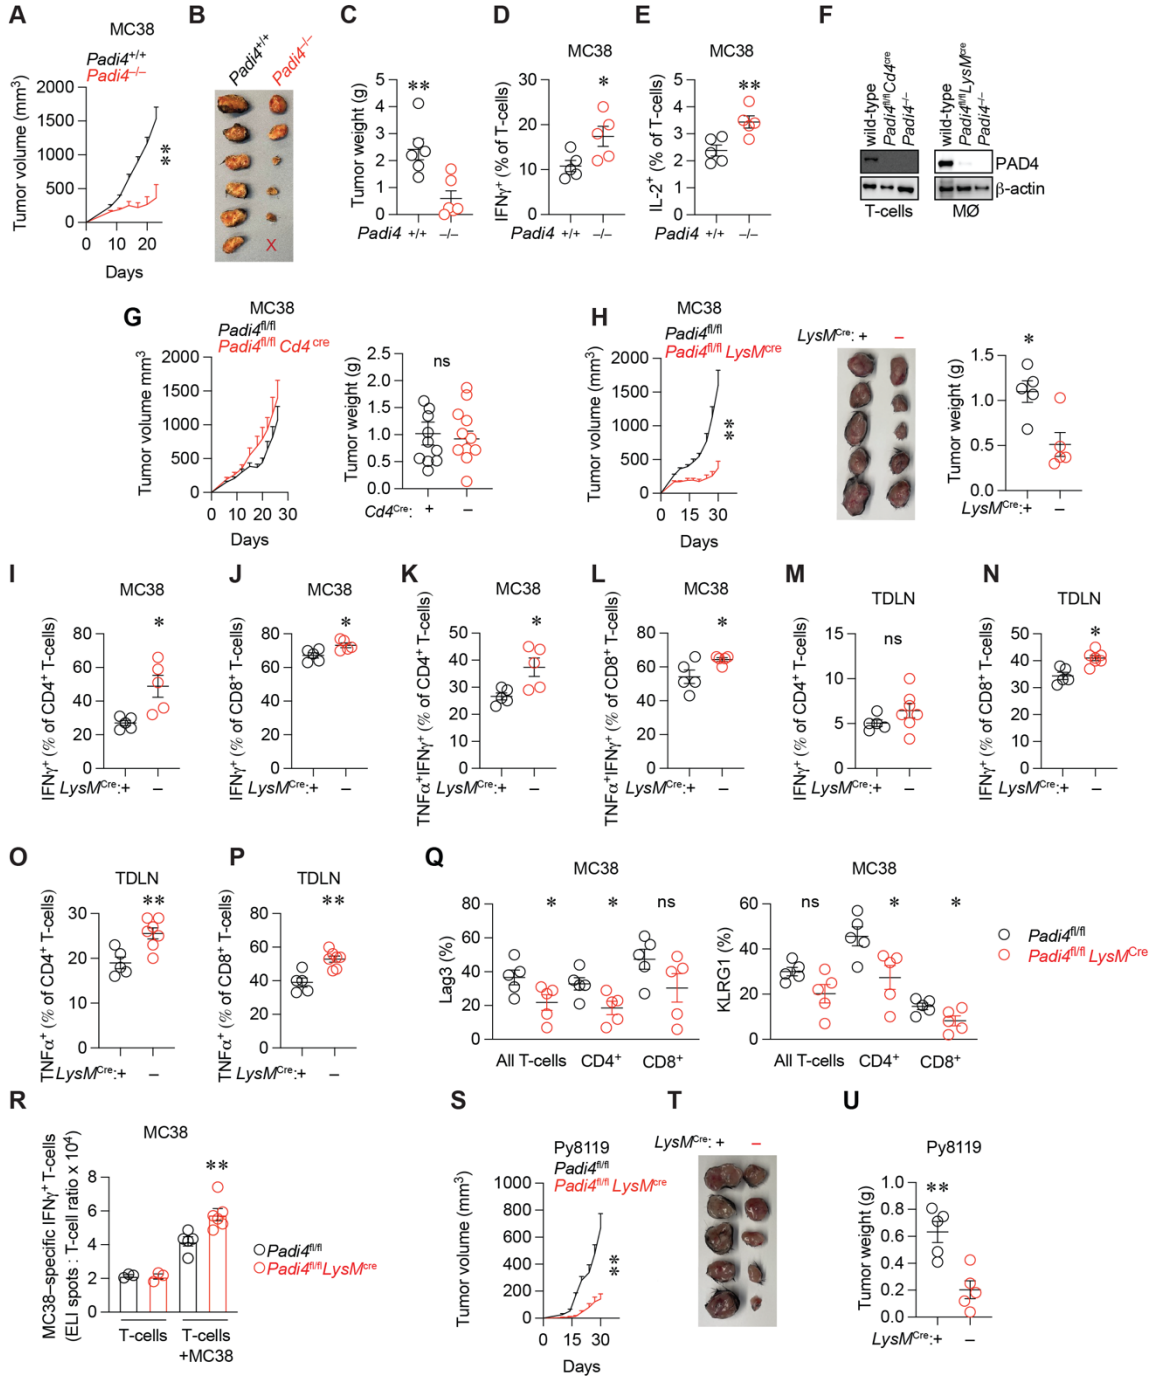 A
MC38
Padi4+/+
Padi4–/–
Tumor volume (mm3)
2000
1500
1000
500
0
**
0 10 20
Days
B
Padi4+/+
Padi4–/–
X
C
Tumor weight (g)
5
4
3
2
1
0
**
Padi4 +/+ –/–
D
MC38
IFNγ+ (% of T-cells)
30
20
10
0
*
Padi4 +/+ –/–
E
MC38
IL-2+ (% of T-cells)
5
4
3
2
1
0
**
Padi4 +/+ –/–
F
wild-type
Padi4fl/flCd4cre
Padi4–/–
wild-type
Padi4fl/flLysMcre
Padi4–/–
PAD4
β-actin
T-cells
MØ
G
MC38
Padi4fl/fl
Padi4fl/fl Cd4cre
Tumor volume mm3
2000
1500
1000
500
0
0 10 20 30
Days
Tumor weight (g)
2.5
2.0
1.5
1.0
0.5
0.0
ns
Cd4Cre: + –
H
MC38
Padi4fl/fl
Padi4fl/fl LysMcre
Tumor volume (mm3)
2000
1500
1000
500
0
**
0 15 30
Days
LysMCre: + –
Tumor weight (g)
1.5
1.0
0.5
0.0
*
LysMCre:+ –
I
MC38
IFNγ+ (% of CD4+ T-cells)
80
60
40
20
0
*
LysMCre:+ –
J
MC38
IFNγ+ (% of CD8+ T-cells)
80
60
40
20
0
*
LysMCre:+ –
K
MC38
TNFα+IFNγ+ (% of CD4+ T-cells)
50
40
30
20
10
0
*
LysMCre:+ –
L
MC38
TNFα+IFNγ+ (% of CD8+ T-cells)
80
60
40
20
0
*
LysMCre:+ –
M
TDLN
IFNγ+ (% of CD4+ T-cells)
15
10
5
0
ns
LysMCre:+ –
N
TDLN
IFNγ+ (% of CD8+ T-cells)
50
40
30
20
10
0
*
LysMCre:+ –
O
TDLN
TNFα+ (% of CD4+ T-cells)
30
20
10
0
**
LysMCre:+ –
P
TDLN
TNFα+ (% of CD8+ T-cells)
80
60
40
20
0
**
LysMCre:+ –
Q
MC38
Lag3 (%)
80
60
40
20
0
* * ns
All T-cells CD4+ CD8+
MC38
KLRG1 (%)
60
40
20
0
ns * *
All T-cells CD4+ CD8+
Padi4fl/fl
Padi4fl/fl LysMCre
R
MC38
MC38–specific IFNγ+ T-cells
(ELI spots : T-cell ratio x 104)
8
6
4
2
0
**
T-cells T-cells
+MC38
Padi4fl/fl
Padi4fl/flLysMcre
S
Py8119
Padi4fl/fl
Padi4fl/fl LysMcre
Tumor volume (mm3)
1000
800
600
400
200
0
**
0 15 30
Days
T
LysMCre: + –
U
Py8119
Tumor weight (g)
1.0
0.8
0.6
0.4
0.2
0.0
**
LysMCre:+ –